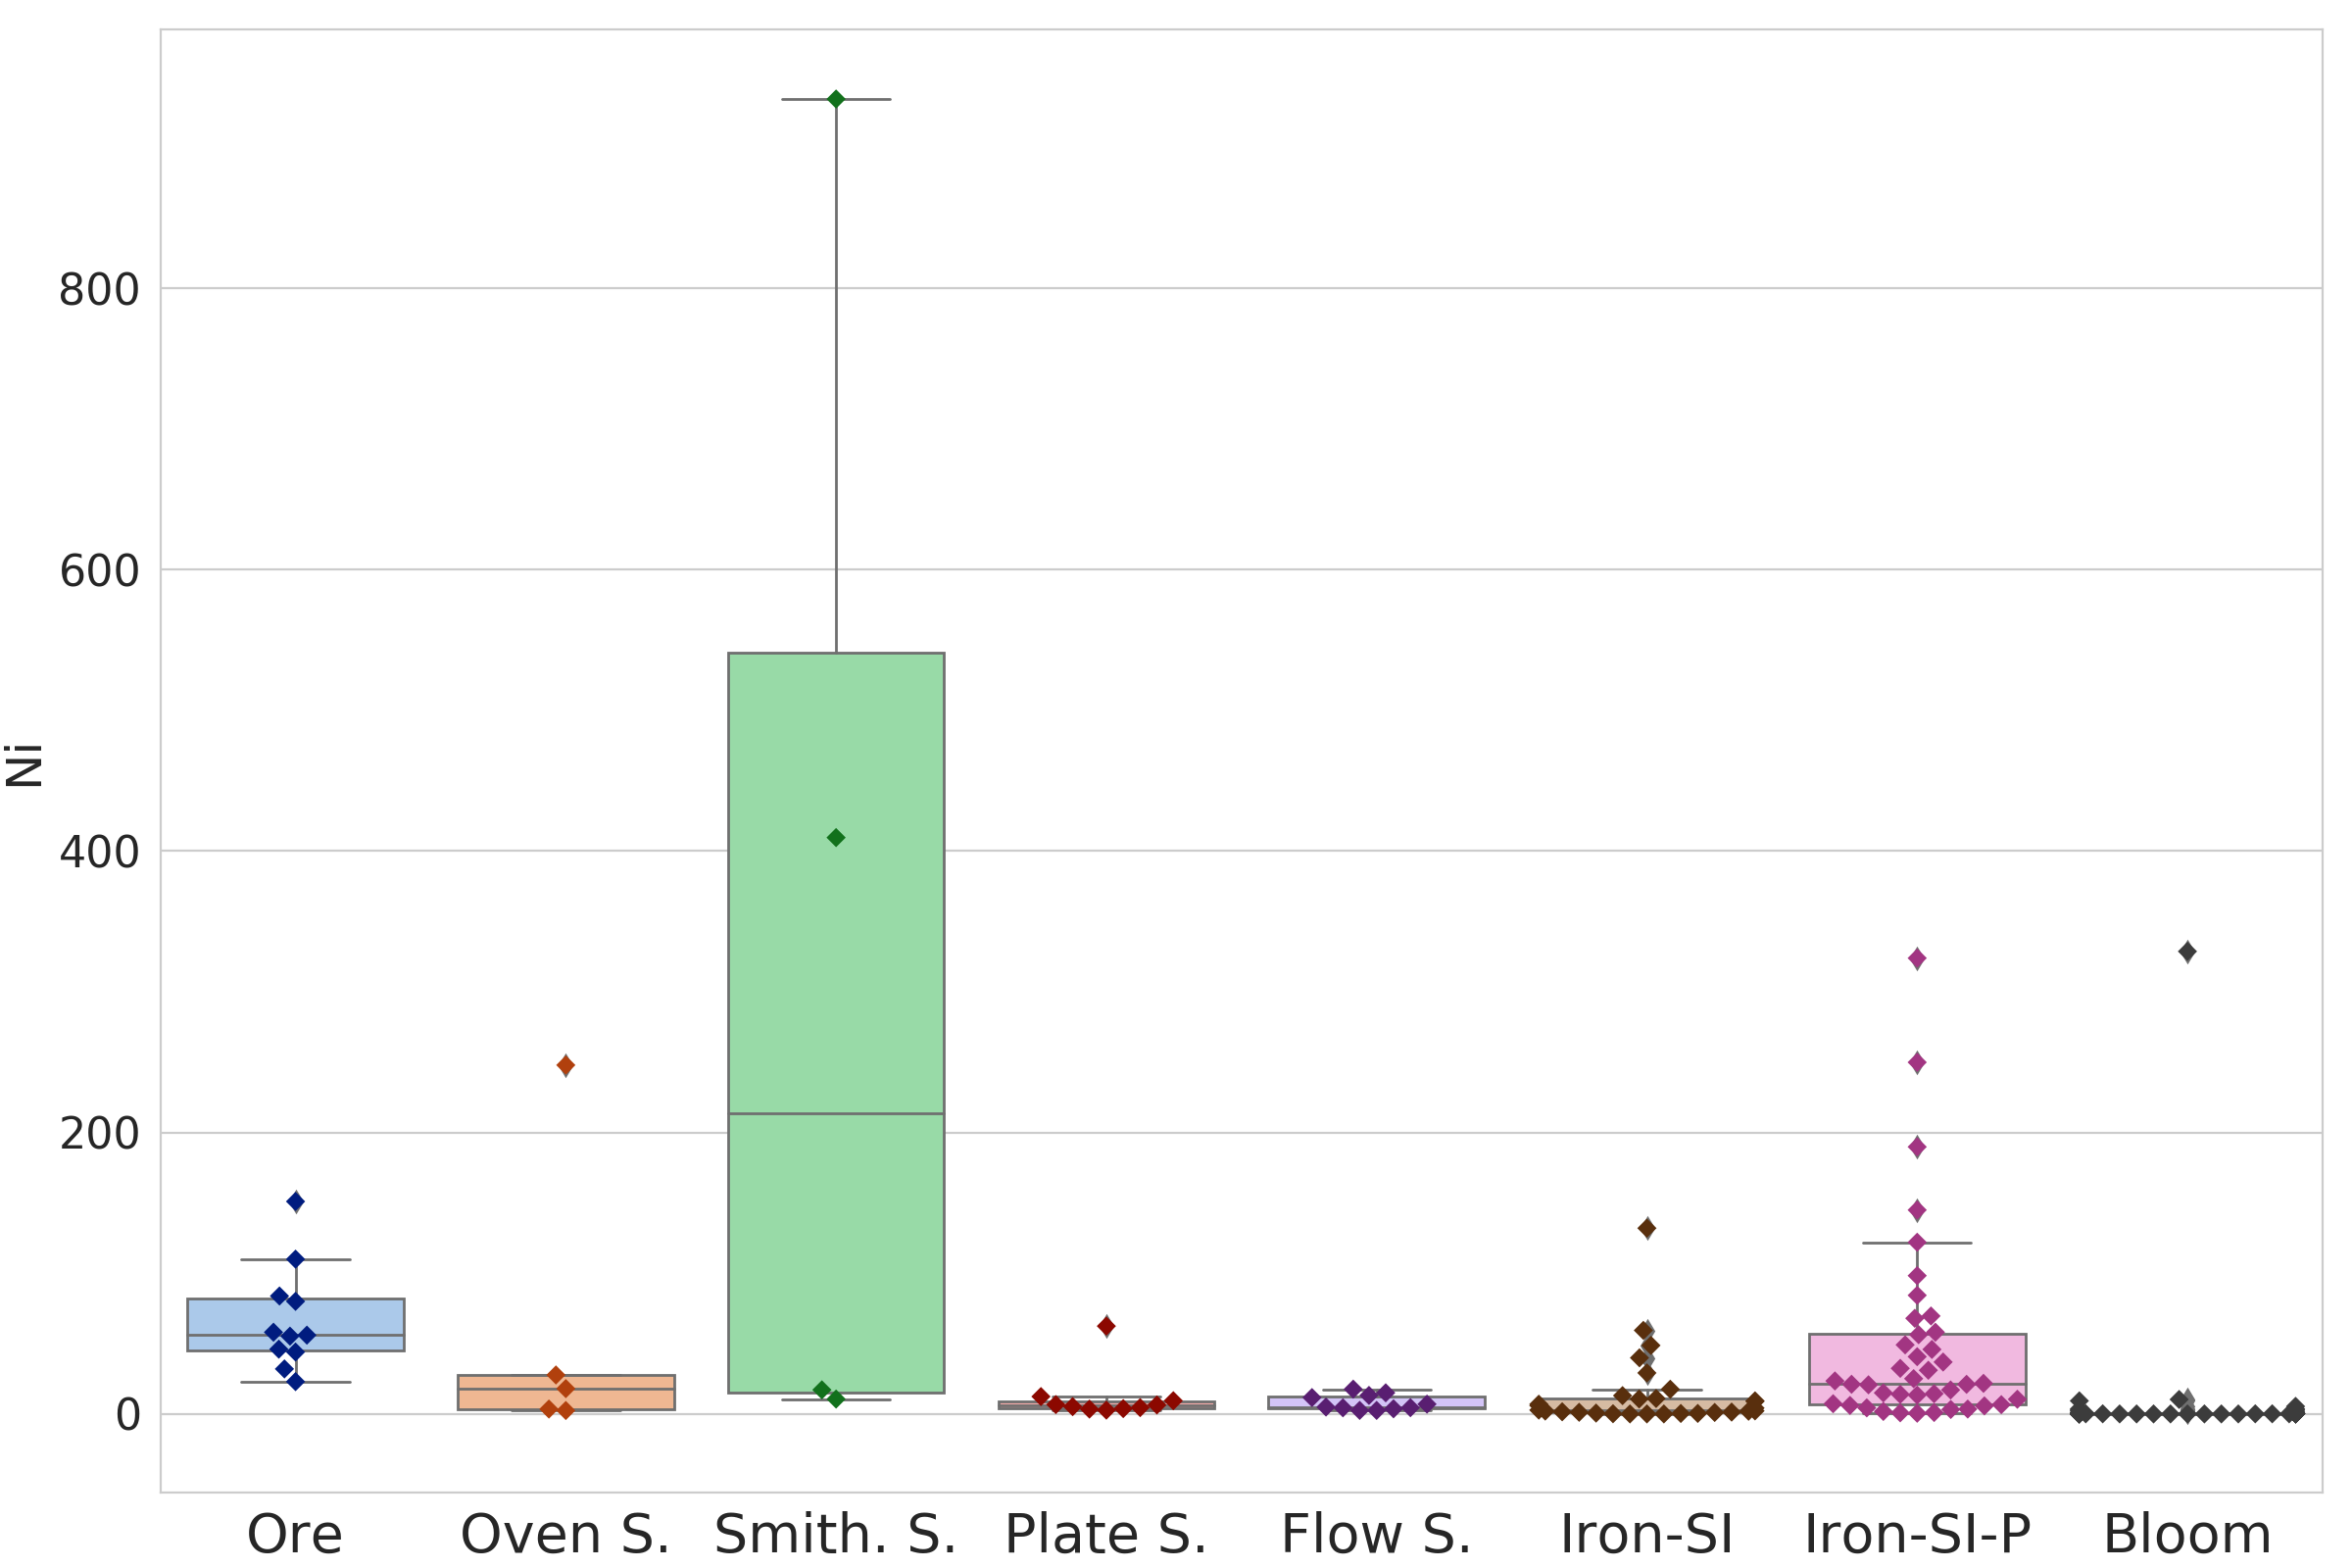 Ni
800
600
400
200
0
Ore Oven S. Smith. S. Plate S. Flow S. Iron-SI Iron-SI-P Bloom